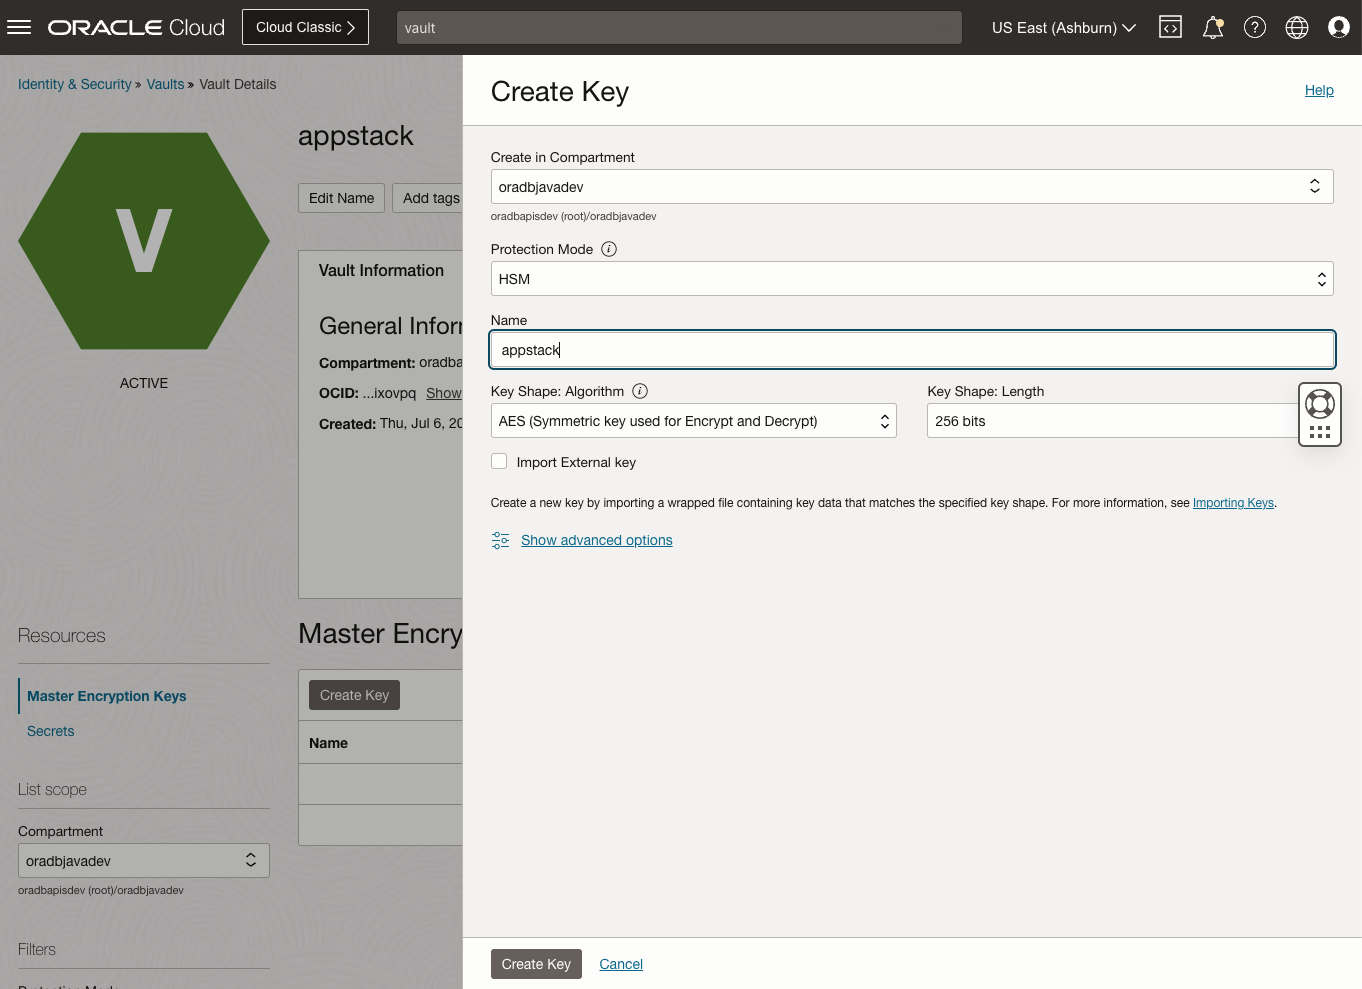 ORACLE Cloud
Cloud Classic
vault
US East (Ashburn)
Identity & Security » Vaults » Vault Details
V
ACTIVE
appstack
Edit Name
Add tags
Vault Information
General Infor
Compartment: oradba
OCID: ...ixovpq Show
Created: Thu, Jul 6, 20
Resources
Master Encryption Keys
Secrets
List scope
Compartment
oradbjavadev
oradbapisdev (root)/oradbjavadev
Filters
Protection Mode
Master Encry
Create Key
Name
Create Key
Help
Create in Compartment
oradbjavadev
oradbapisdev (root)/oradbjavadev
Protection Mode i
HSM
Name
appstack
Key Shape: Algorithm i
AES (Symmetric key used for Encrypt and Decrypt)
Key Shape: Length
256 bits
Import External key
Create a new key by importing a wrapped file containing key data that matches the specified key shape. For more information, see Importing Keys.
Show advanced options
Create Key
Cancel